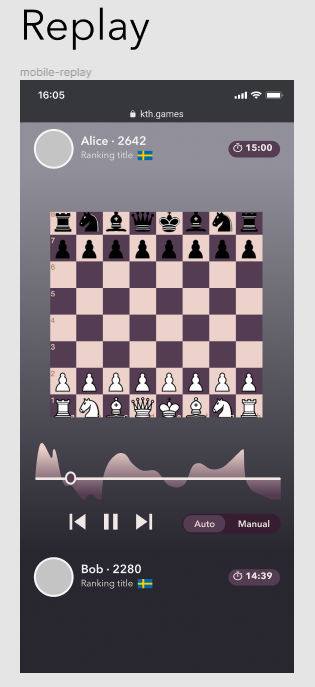 Replay
mobile-replay
16:05
kth.games
Alice · 2642
Ranking title
15:00
8
7
6
5
4
3
2
1
Auto
Manual
Bob · 2280
Ranking title
14:39